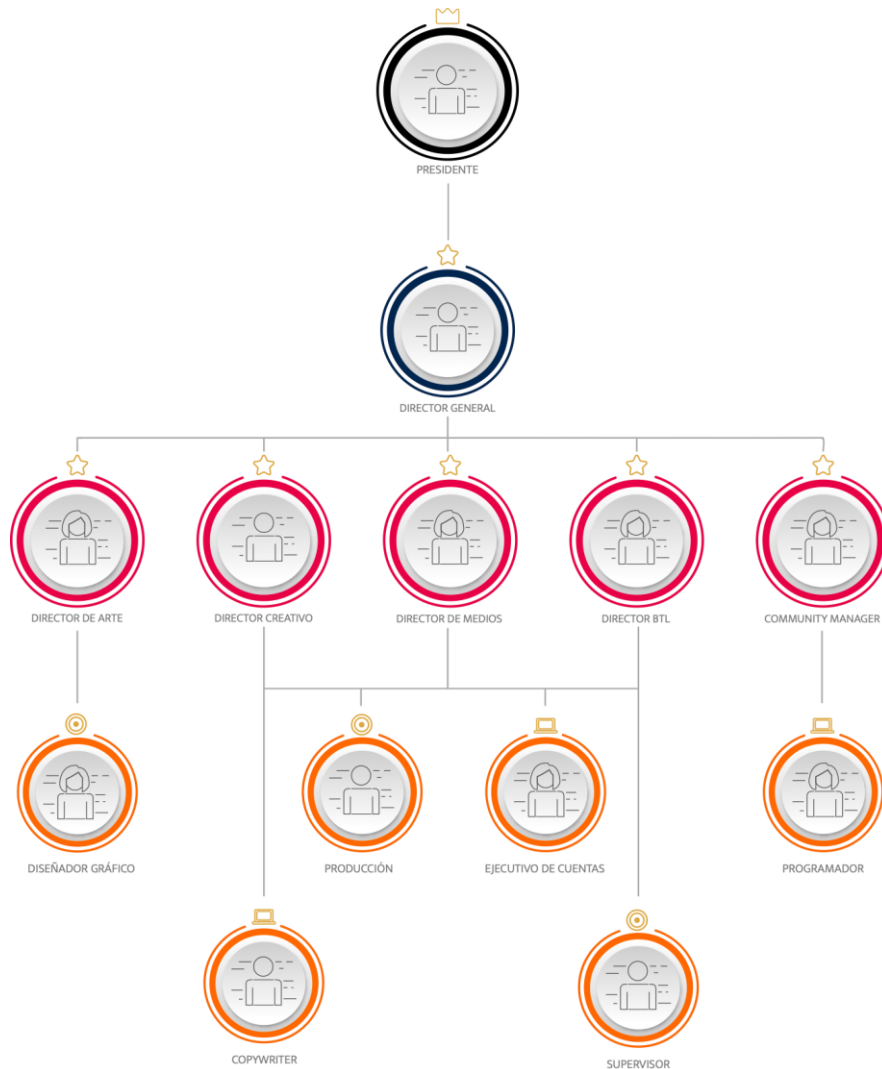 PRESIDENTE
DIRECTOR GENERAL
DIRECTOR DE ARTE
DIRECTOR CREATIVO
DIRECTOR DE MEDIOS
DIRECTOR BTL
COMMUNITY MANAGER
DISEÑADOR GRÁFICO
PRODUCCIÓN
EJECUTIVO DE CUENTAS
PROGRAMADOR
COPYWRITER
SUPERVISOR